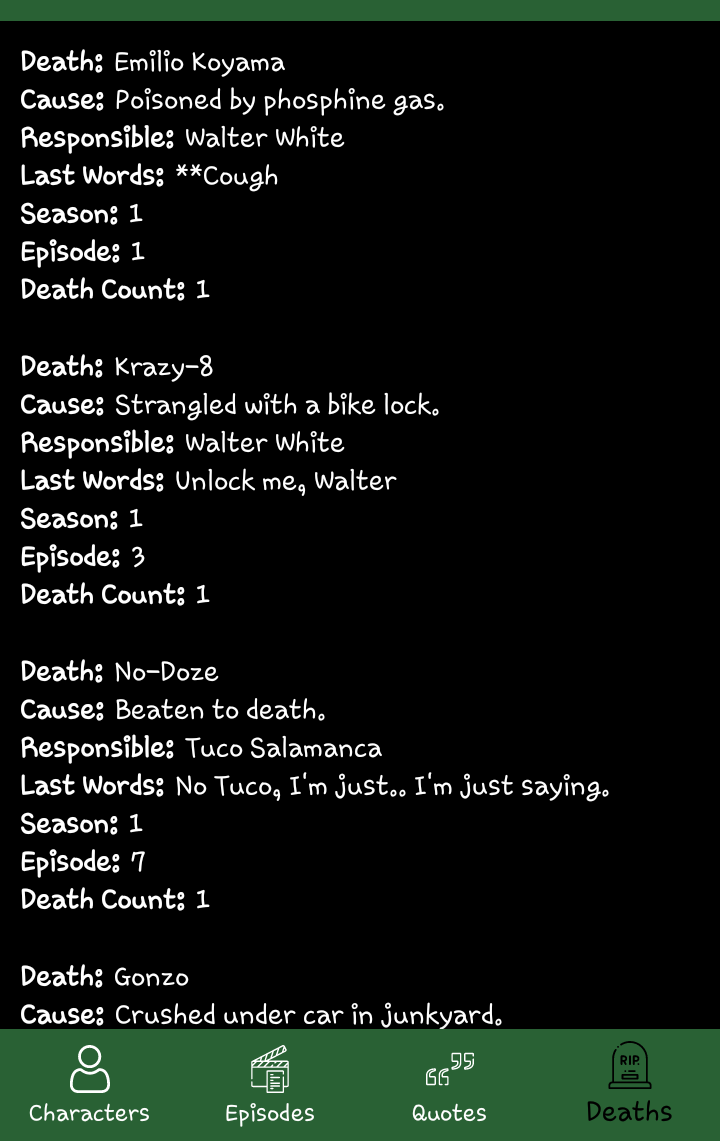 Death: Emilio Koyama
Cause: Poisoned by phosphine gas.
Responsible: Walter White
Last Words: **Cough
Season: 1
Episode: 1
Death Count: 1
Death: Krazy-8
Cause: Strangled with a bike lock.
Responsible: Walter White
Last Words: Unlock me, Walter
Season: 1
Episode: 3
Death Count: 1
Death: No-Doze
Cause: Beaten to death.
Responsible: Tuco Salamanca
Last Words: No Tuco, I'm just.. I'm just saying.
Season: 1
Episode: 7
Death Count: 1
Death: Gonzo
Cause: Crushed under car in junkyard.
RIP.
Characters Episodes Quotes Deaths